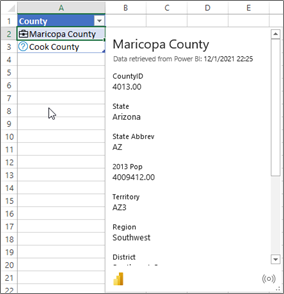 A B C D E F
1 County
2 Maricopa County
3 Cook County
4
5
6
7
8
9
10
11
12
13
14
15
16
17
18
19
20
21
22
Maricopa County
Data retrieved from Power BI: 12/1/2021 22:25
CountyID
4013.00
State
Arizona
State Abbrev
AZ
2013 Pop
4009412.00
Territory
AZ3
Region
Southwest
District